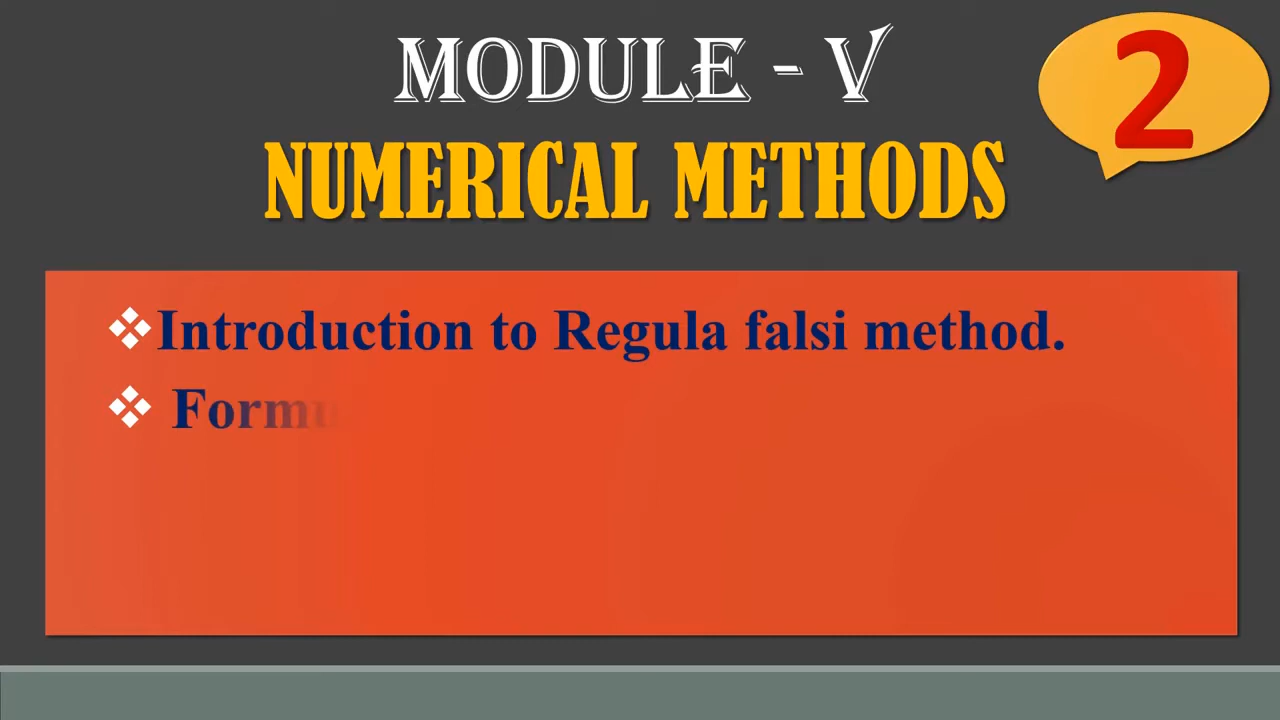 MODULE - V
2
NUMERICAL METHODS
Introduction to Regula falsi method.